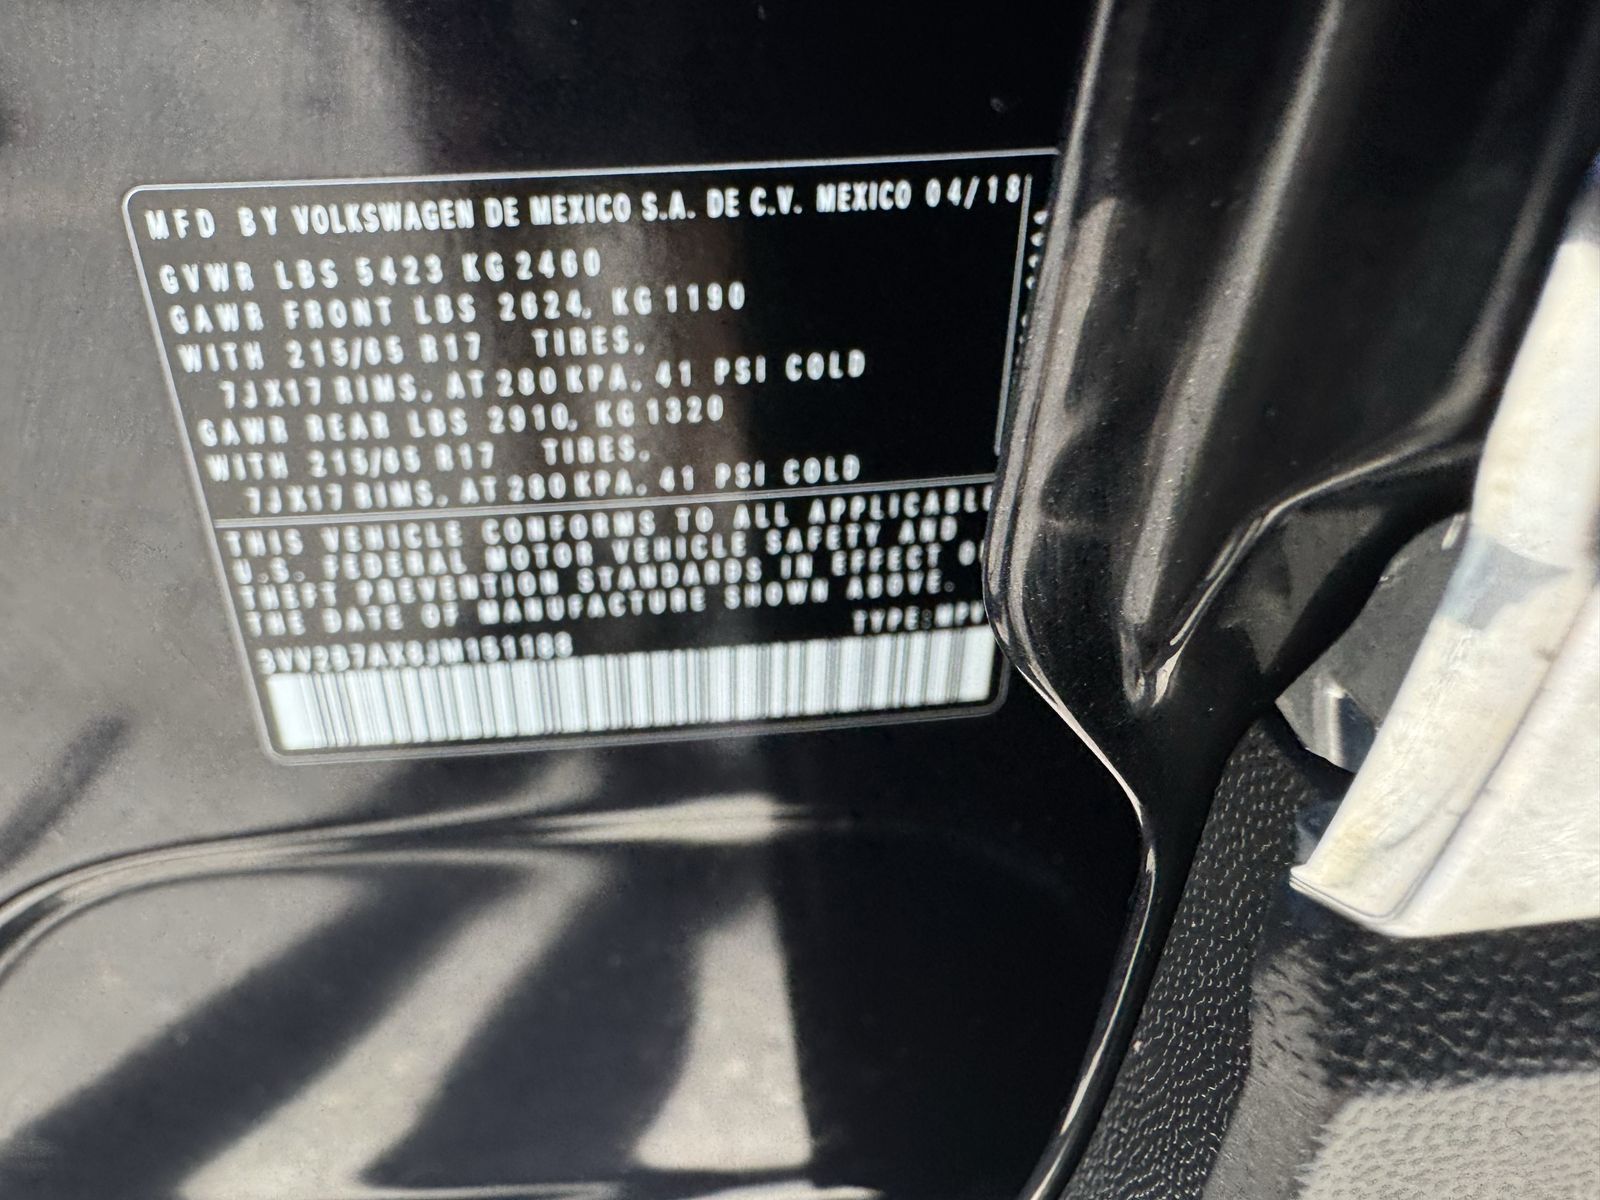 MFD BY VOLKSWAGEN DE MEXICO S.A. DE C.V. MEXICO 04/18
GVWR LBS 5423 KG 2460
GAWR FRONT LBS 2624, KG 1190
WITH 215/65 R17 TIRES,
7JX17 RIMS, AT 280 KPA, 41 PSI COLD
GAWR REAR LBS 2910, KG 1320
WITH 215/65 R17 TIRES,
7JX17 RIMS, AT 280 KPA, 41 PSI COLD
THIS VEHICLE CONFORMS TO ALL APPLICABLE
U.S. FEDERAL MOTOR VEHICLE SAFETY AND
THEFT PREVENTION STANDARDS IN EFFECT
THE DATE OF MANUFACTURE SHOWN ABOVE.
TYPE: MPV